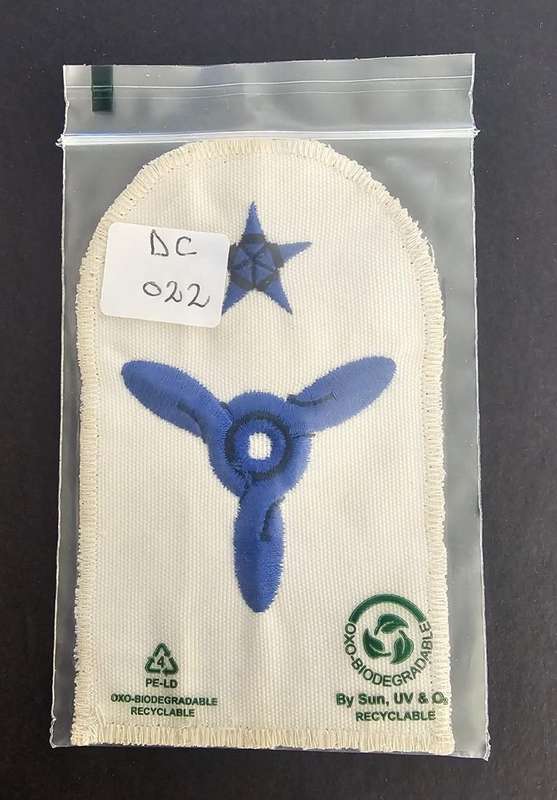 DC
022
4
PE-LD
OXO-BIODEGRADABLE
RECYCLABLE
OXO-BIODEGRADABLE
By Sun, UV & O₂
RECYCLABLE